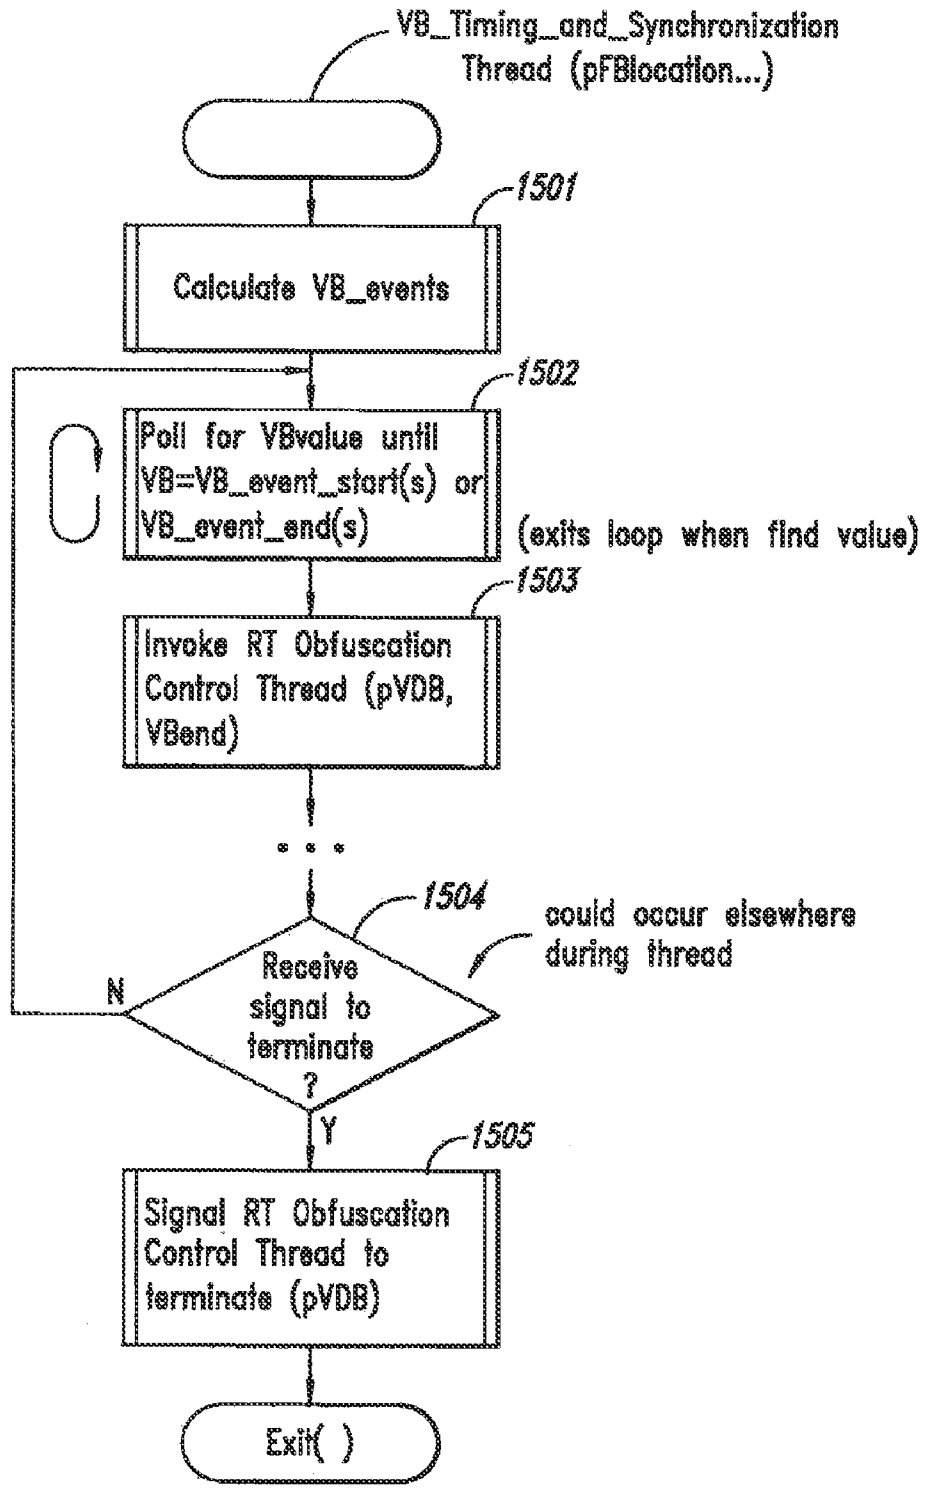 VB_Timing_and_Synchronization
Thread (pFBlocation...)
1501
Calculate VB_events
1502
Poll for VBvalue until
VB=VB_event_start(s) or
VB_event_end(s)
(exits loop when find value)
1503
Invoke RT Obfuscation
Control Thread (pVDB,
VBend)
...
1504
could occur elsewhere
during thread
Receive
signal to
terminate
?
N
Y
1505
Signal RT Obfuscation
Control Thread to
terminate (pVDB)
Exit( )